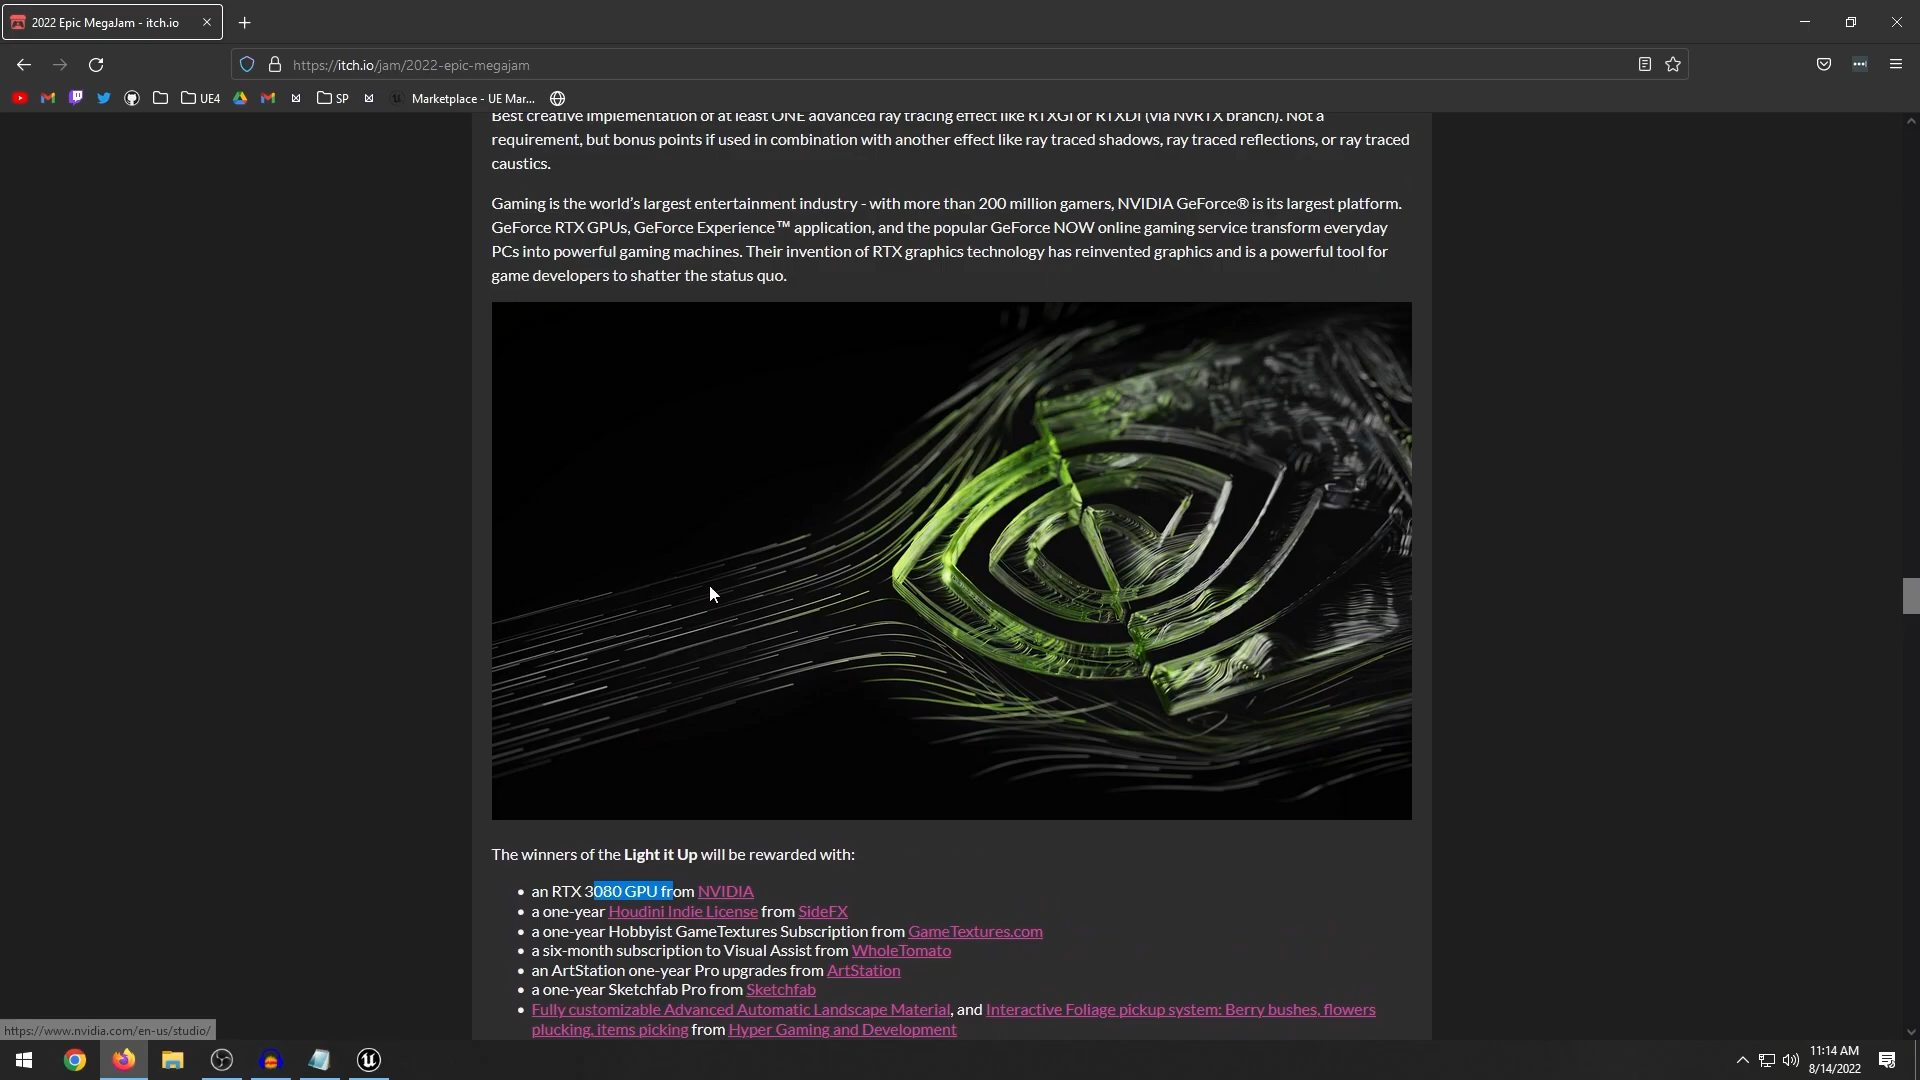 2022 Epic MegaJam - itch.io
https://itch.io/jam/2022-epic-megajam
UE4
SP
Marketplace - UE Mar...
Best creative implementation of at least ONE advanced ray tracing effect like RTXGI or RTXDI (via NVRTX branch). Not a
requirement, but bonus points if used in combination with another effect like ray traced shadows, ray traced reflections, or ray traced
caustics.
Gaming is the world's largest entertainment industry - with more than 200 million gamers, NVIDIA GeForce® is its largest platform.
GeForce RTX GPUs, GeForce Experience™ application, and the popular GeForce NOW online gaming service transform everyday
PCs into powerful gaming machines. Their invention of RTX graphics technology has reinvented graphics and is a powerful tool for
game developers to shatter the status quo.
The winners of the Light it Up will be rewarded with:
• an RTX 3080 GPU from NVIDIA
• a one-year Houdini Indie License from SideFX
• a one-year Hobbyist GameTextures Subscription from GameTextures.com
• a six-month subscription to Visual Assist from WholeTomato
• an ArtStation one-year Pro upgrades from ArtStation
• a one-year Sketchfab Pro from Sketchfab
• Fully customizable Advanced Automatic Landscape Material, and Interactive Foliage pickup system: Berry bushes, flowers
plucking, items picking from Hyper Gaming and Development
https://www.nvidia.com/en-us/studio/
11:14 AM
8/14/2022